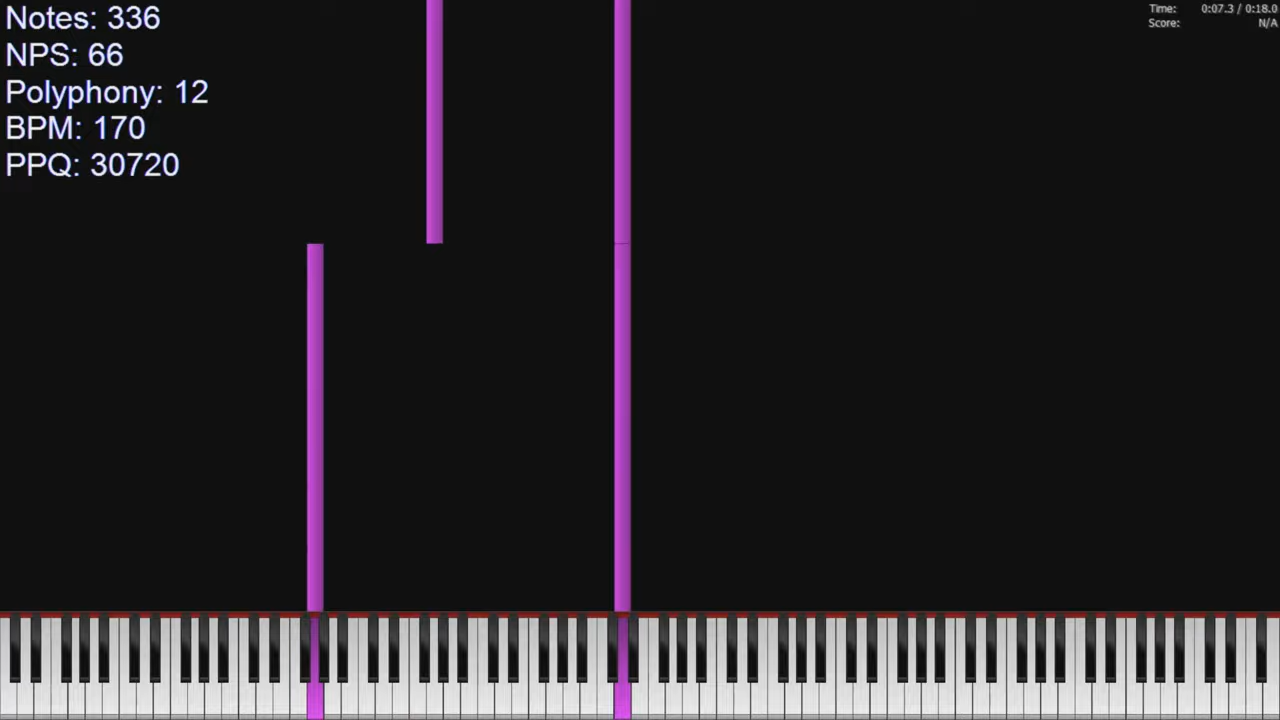 Notes: 336
NPS: 66
Polyphony: 12
BPM: 170
PPQ: 30720
Time: 0:07.3 / 0:18.0
Score: N/A